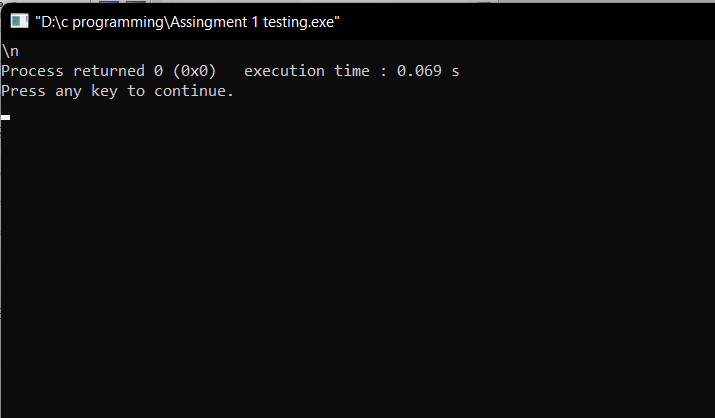 "D:\c programming\Assingment 1 testing.exe"
\n
Process returned 0 (0x0)   execution time : 0.069 s
Press any key to continue.